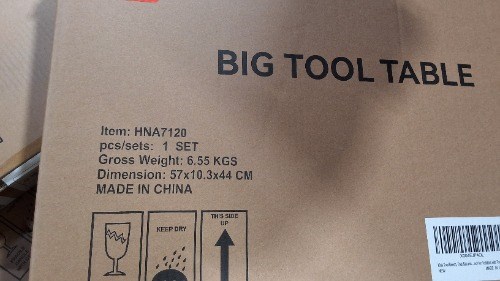 BIG TOOL TABLE
Item: HNA7120
pcs/sets: 1 SET
Gross Weight: 6.55 KGS
Dimension: 57x10.3x44 CM
MADE IN CHINA
KEEP DRY
THIS SIDE
UP